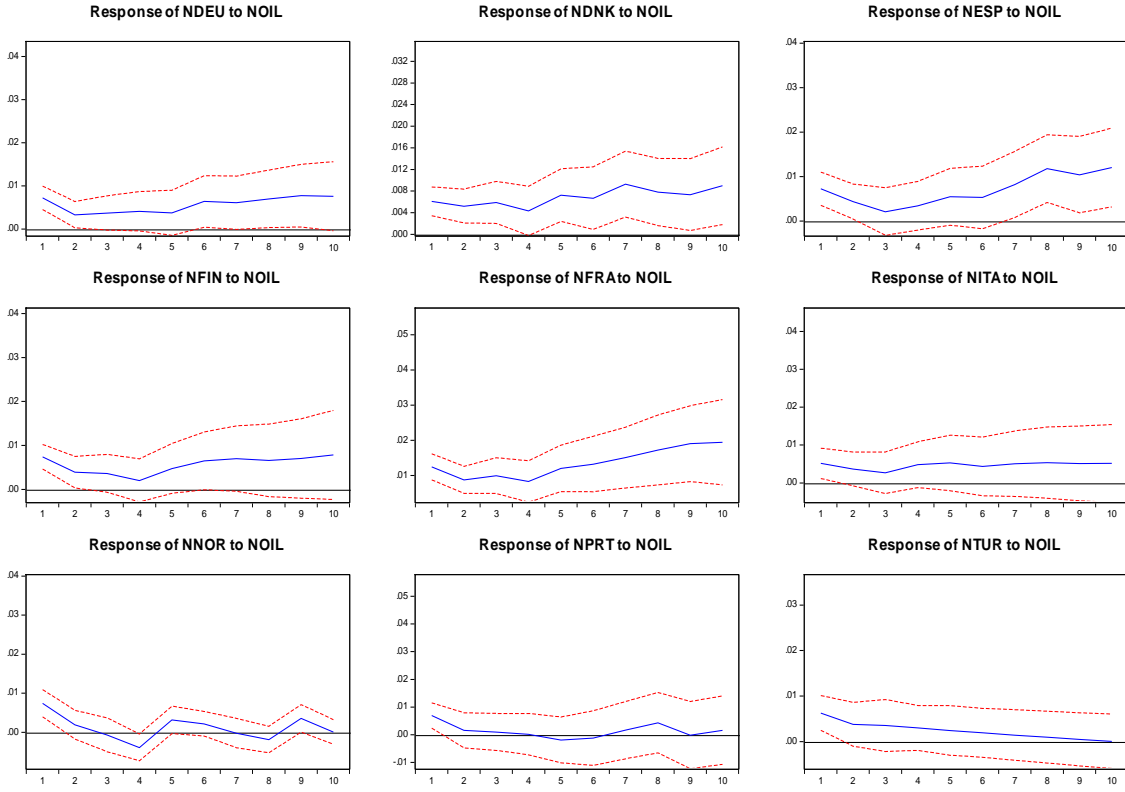 Response of NDEU to NOIL
.04
.03
.02
.01
.00
1 2 3 4 5 6 7 8 9 10
Response of NDNK to NOIL
.032
.028
.024
.020
.016
.012
.008
.004
.000
1 2 3 4 5 6 7 8 9 10
Response of NESP to NOIL
.04
.03
.02
.01
.00
1 2 3 4 5 6 7 8 9 10
Response of NFIN to NOIL
.04
.03
.02
.01
.00
1 2 3 4 5 6 7 8 9 10
Response of NFRA to NOIL
.05
.04
.03
.02
.01
1 2 3 4 5 6 7 8 9 10
Response of NITA to NOIL
.04
.03
.02
.01
.00
1 2 3 4 5 6 7 8 9 10
Response of NNOR to NOIL
.04
.03
.02
.01
.00
1 2 3 4 5 6 7 8 9 10
Response of NPRT to NOIL
.05
.04
.03
.02
.01
.00
-.01
1 2 3 4 5 6 7 8 9 10
Response of NTUR to NOIL
.03
.02
.01
.00
1 2 3 4 5 6 7 8 9 10